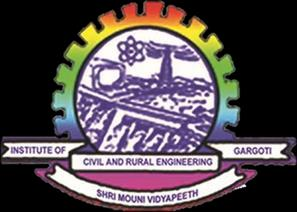 INSTITUTE OF CIVIL AND RURAL ENGINEERING GARGOTI
SHRI MOUNI VIDYAPEETH